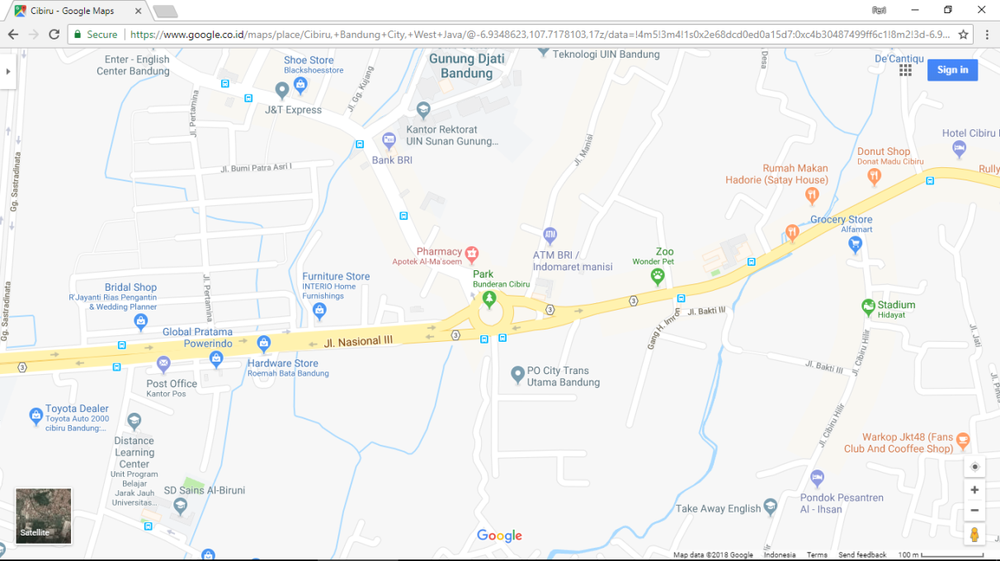 Cibiru - Google Maps
Secure
https://www.google.co.id/maps/place/Cibiru,+Bandung+City,+West+Java/@-6.9348623,107.7178103,17z/data=!4m5!3m4!1s0x2e68dcd0ed0a15d7:0xc4b30487499ff6c1!8m2!3d-6.9...
Enter - English
Center Bandung
Shoe Store
Blackshoesstore
Gunung Djati
Bandung
Teknologi UIN Bandung
Desa
De'Cantiqu
Sign in
J&T Express
Jl. Gg. Kujang
Jl. Pertamina
Kantor Rektorat
UIN Sunan Gunung...
Bank BRI
Jl. Manisi
Hotel Cibiru
Donut Shop
Donat Madu Cibiru
Rumah Makan
Hadorie (Satay House)
Rully
Gg. Sastradinata
Jl. Bumi Patra Asri I
Grocery Store
Alfamart
Pharmacy
Apotek Al-Ma'soem
ATM
ATM BRI /
Indomaret manisi
Zoo
Wonder Pet
Park
Bunderan Cibiru
Furniture Store
INTERIO Home
Furnishings
Bridal Shop
R'Jayanti Rias Pengantin
& Wedding Planner
Jl. Pertamina
Gg. Sastradinata
3
3
Jl. Bakti III
Gang H. Imron
Stadium
Hidayat
Global Pratama
Powerindo
Jl. Nasional III
3
Jl. Cibiru Hilir
Jl. Jati
3
Hardware Store
Roemah Bata Bandung
Jl. Bakti III
PO City Trans
Utama Bandung
Post Office
Kantor Pos
Jl. Pinus
Toyota Dealer
Toyota Auto 2000
cibiru Bandung:...
Jl. Cibiru Hilir
Distance
Learning
Center
Unit Program
Belajar
Jarak Jauh
Universitas...
Warkop Jkt48 (Fans
Club And Cooffee Shop)
SD Sains Al-Biruni
Pondok Pesantren
Al - Ihsan
Take Away English
Satellite
Google
Map data ©2018 Google
Indonesia
Terms
Send feedback
100 m